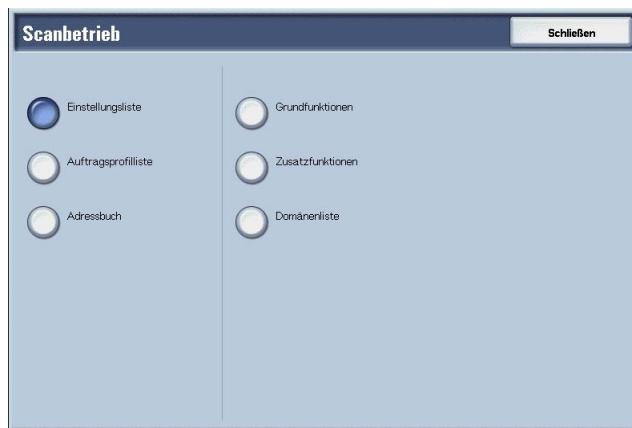 Scanbetrieb
Schließen
Einstellungsliste
Auftragsprofilliste
Adressbuch
Grundfunktionen
Zusatzfunktionen
Domänenliste